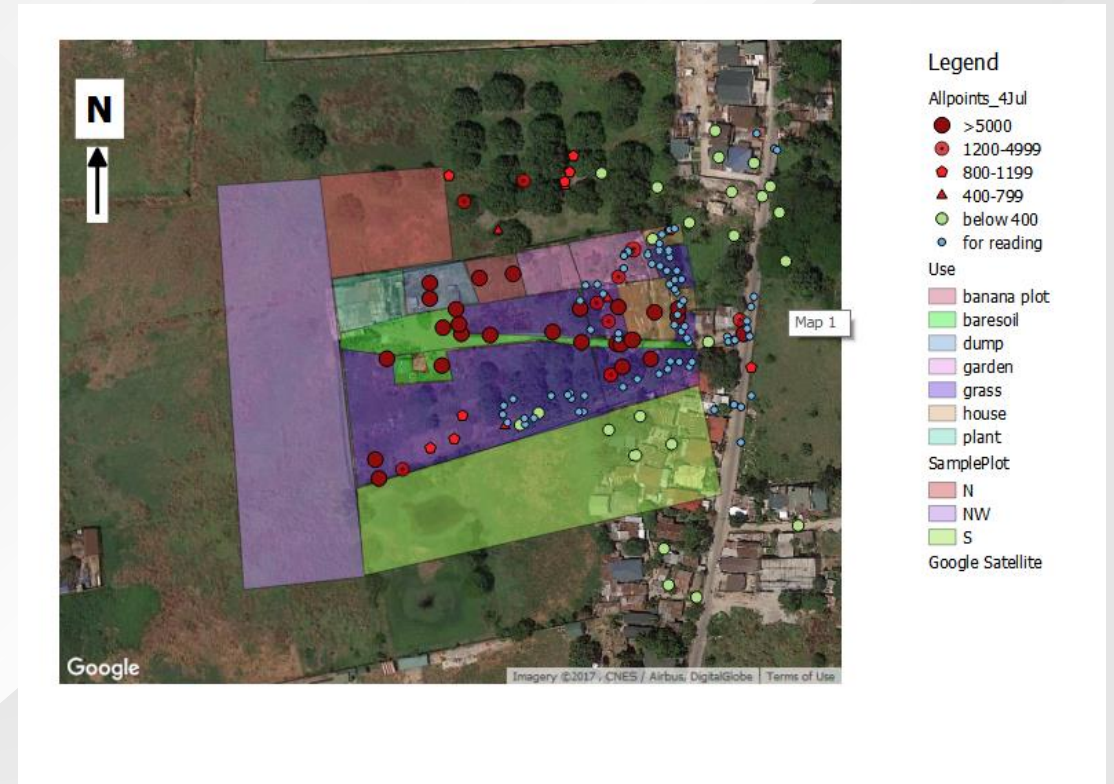 N
Map 1
Google
Imagery ©2017 , CNES / Airbus, DigitalGlobe
Terms of Use
Legend
Allpoints_4Jul
>5000
1200-4999
800-1199
400-799
below 400
for reading
Use
banana plot
baresoil
dump
garden
grass
house
plant
SamplePlot
N
NW
S
Google Satellite